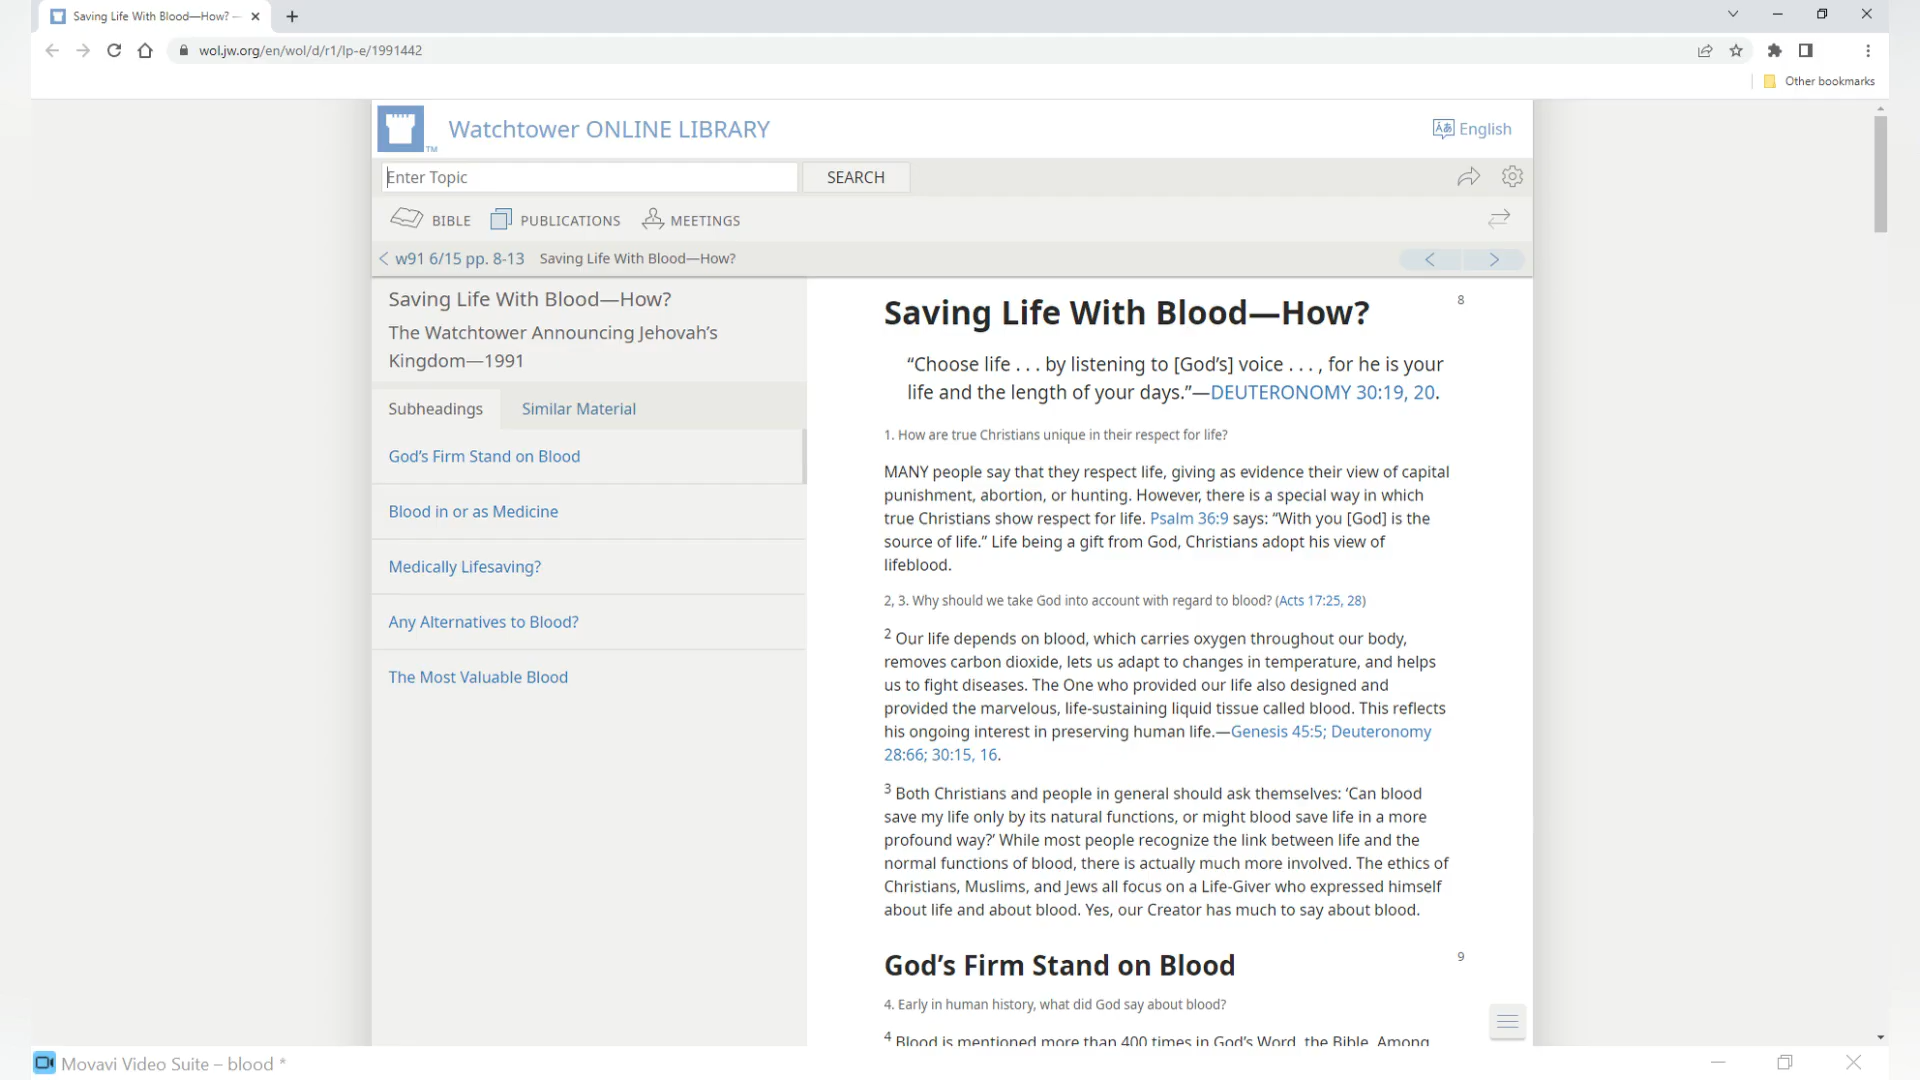 Saving Life With Blood—How? —
wol.jw.org/en/wol/d/r1/lp-e/1991442
Other bookmarks
Watchtower ONLINE LIBRARY
TM
English
Enter Topic
SEARCH
BIBLE
PUBLICATIONS
MEETINGS
w91 6/15 pp. 8-13
Saving Life With Blood—How?
Saving Life With Blood—How?
The Watchtower Announcing Jehovah’s
Kingdom—1991
Subheadings
Similar Material
God’s Firm Stand on Blood
Blood in or as Medicine
Medically Lifesaving?
Any Alternatives to Blood?
The Most Valuable Blood
Saving Life With Blood—How?
8
“Choose life . . . by listening to [God’s] voice . . . , for he is your
life and the length of your days.”—DEUTERONOMY 30:19, 20.
1. How are true Christians unique in their respect for life?
MANY people say that they respect life, giving as evidence their view of capital
punishment, abortion, or hunting. However, there is a special way in which
true Christians show respect for life. Psalm 36:9 says: “With you [God] is the
source of life.” Life being a gift from God, Christians adopt his view of
lifeblood.
2, 3. Why should we take God into account with regard to blood? (Acts 17:25, 28)
2 Our life depends on blood, which carries oxygen throughout our body,
removes carbon dioxide, lets us adapt to changes in temperature, and helps
us to fight diseases. The One who provided our life also designed and
provided the marvelous, life-sustaining liquid tissue called blood. This reflects
his ongoing interest in preserving human life.—Genesis 45:5; Deuteronomy
28:66; 30:15, 16.
3 Both Christians and people in general should ask themselves: ‘Can blood
save my life only by its natural functions, or might blood save life in a more
profound way?’ While most people recognize the link between life and the
normal functions of blood, there is actually much more involved. The ethics of
Christians, Muslims, and Jews all focus on a Life-Giver who expressed himself
about life and about blood. Yes, our Creator has much to say about blood.
God’s Firm Stand on Blood
9
4. Early in human history, what did God say about blood?
4 Blood is mentioned more than 400 times in God’s Word, the Bible. Among
Movavi Video Suite – blood *